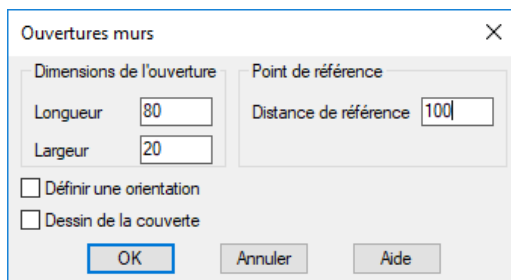 Ouvertures murs
Dimensions de l'ouverture
Longueur 80
Largeur 20
Point de référence
Distance de référence 100
Définir une orientation
Dessin de la couverte
OK Annuler Aide